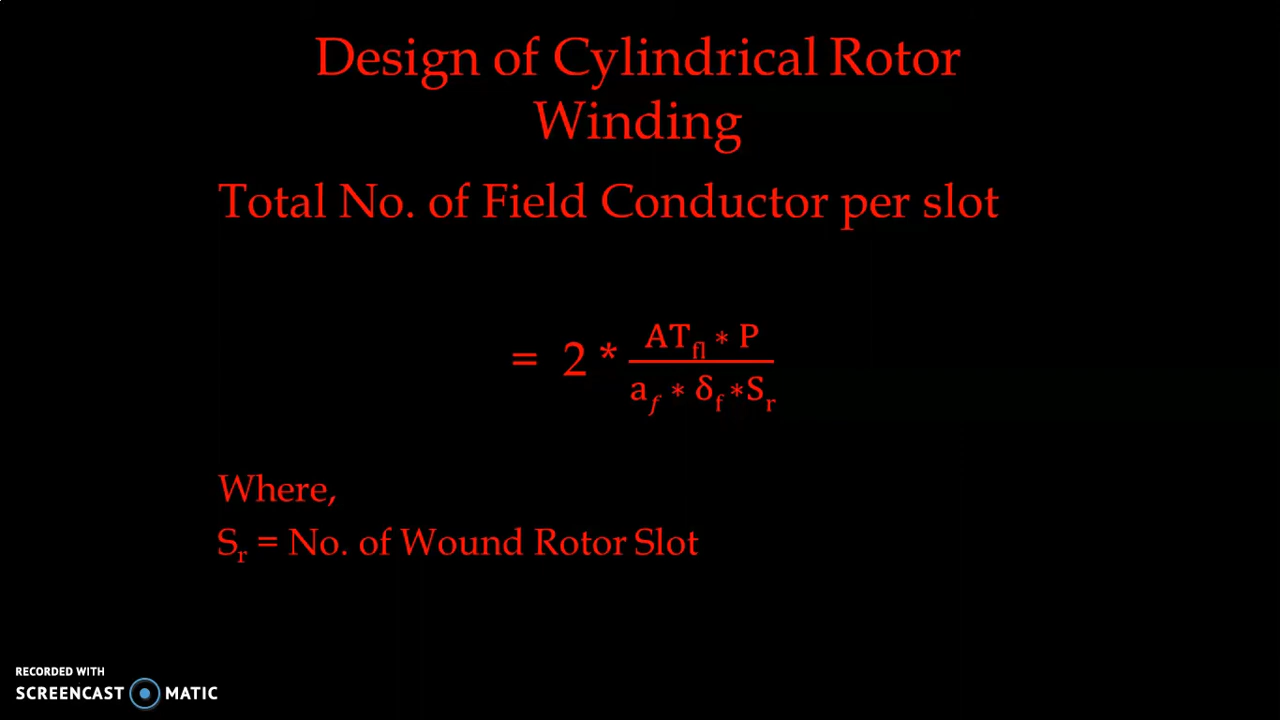 Design of Cylindrical Rotor
Winding
Total No. of Field Conductor per slot
= 2 * (AT_fl * P) / (a_f * δ_f * S_r)
Where,
S_r = No. of Wound Rotor Slot
RECORDED WITH
SCREENCAST MATIC